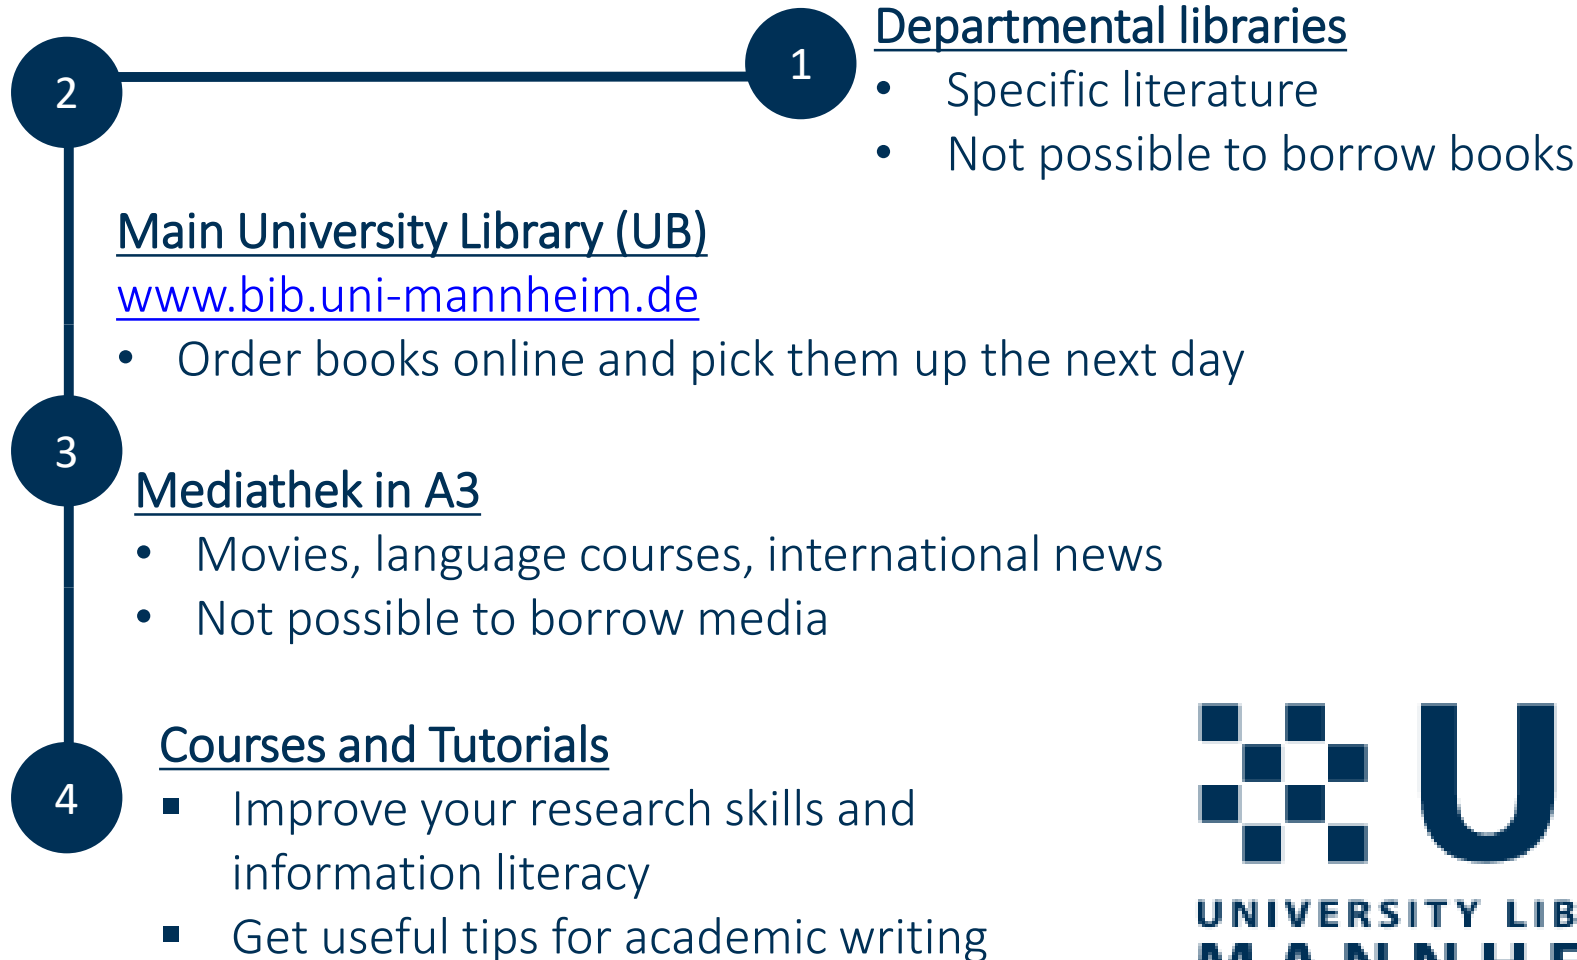 1
Departmental libraries
• Specific literature
• Not possible to borrow books
2
Main University Library (UB)
www.bib.uni-mannheim.de
• Order books online and pick them up the next day
3
Mediathek in A3
• Movies, language courses, international news
• Not possible to borrow media
4
Courses and Tutorials
▪ Improve your research skills and
information literacy
▪ Get useful tips for academic writing
U
UNIVERSITY LIB